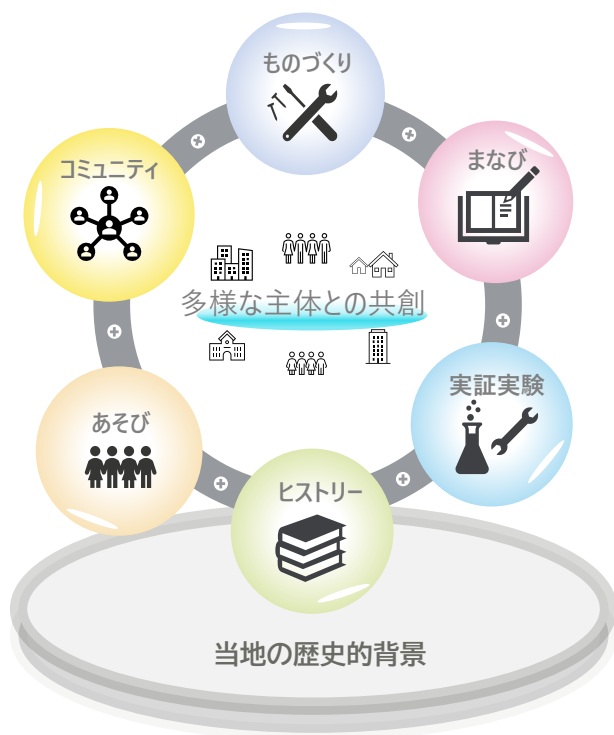 ものづくり
コミュニティ
まなび
多様な主体との共創
実証実験
あそび
ヒストリー
当地の歴史的背景